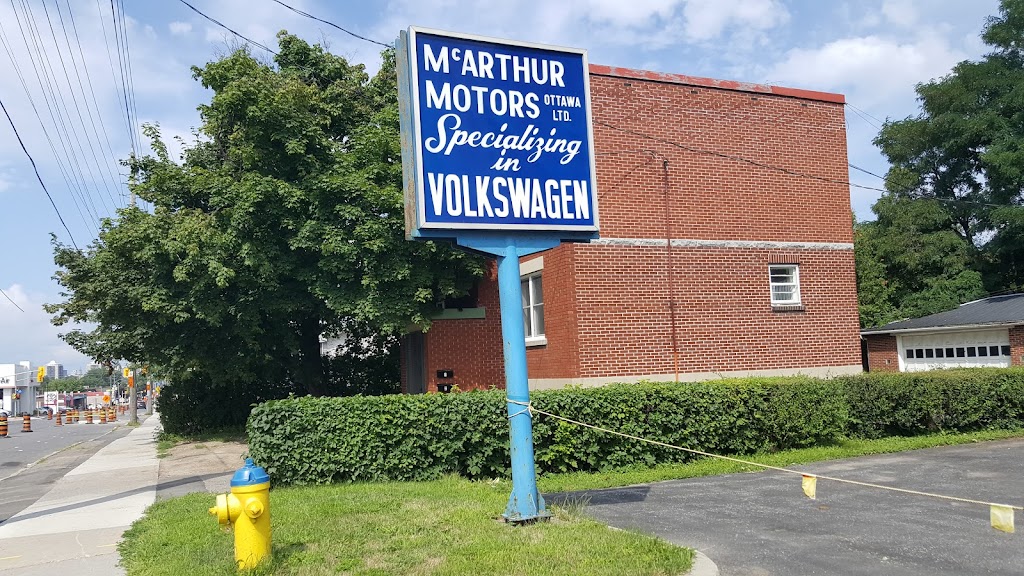 McARTHUR
MOTORS OTTAWA LTD.
Specializing
in
VOLKSWAGEN